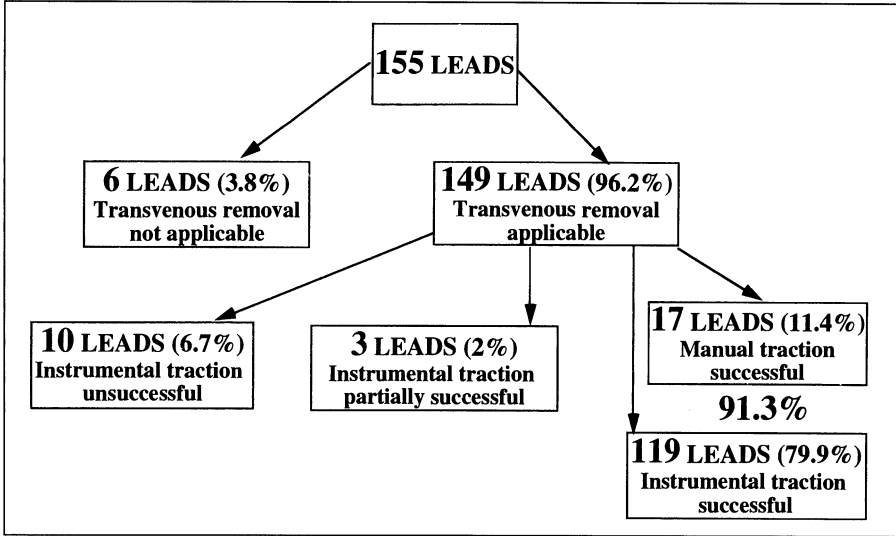 155 LEADS
6 LEADS (3.8%)
Transvenous removal
not applicable
149 LEADS (96.2%)
Transvenous removal
applicable
10 LEADS (6.7%)
Instrumental traction
unsuccessful
3 LEADS (2%)
Instrumental traction
partially successful
17 LEADS (11.4%)
Manual traction
successful
91.3%
119 LEADS (79.9%)
Instrumental traction
successful